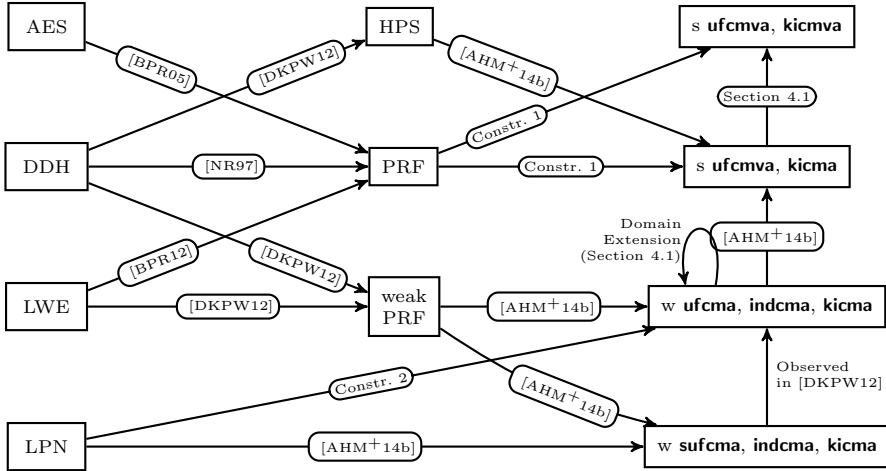 AES
HPS
s ufcmva, kicmva
[BPR05]
[DKPW12]
[AHM+14b]
Section 4.1
Constr. 1
DDH
[NR97]
PRF
Constr. 1
s ufcmva, kicma
Domain
Extension
(Section 4.1)
[AHM+14b]
[BPR12]
[DKPW12]
LWE
[DKPW12]
weak
PRF
[AHM+14b]
w ufcma, indcma, kicma
Constr. 2
[AHM+14b]
Observed
in [DKPW12]
LPN
[AHM+14b]
w sufcma, indcma, kicma